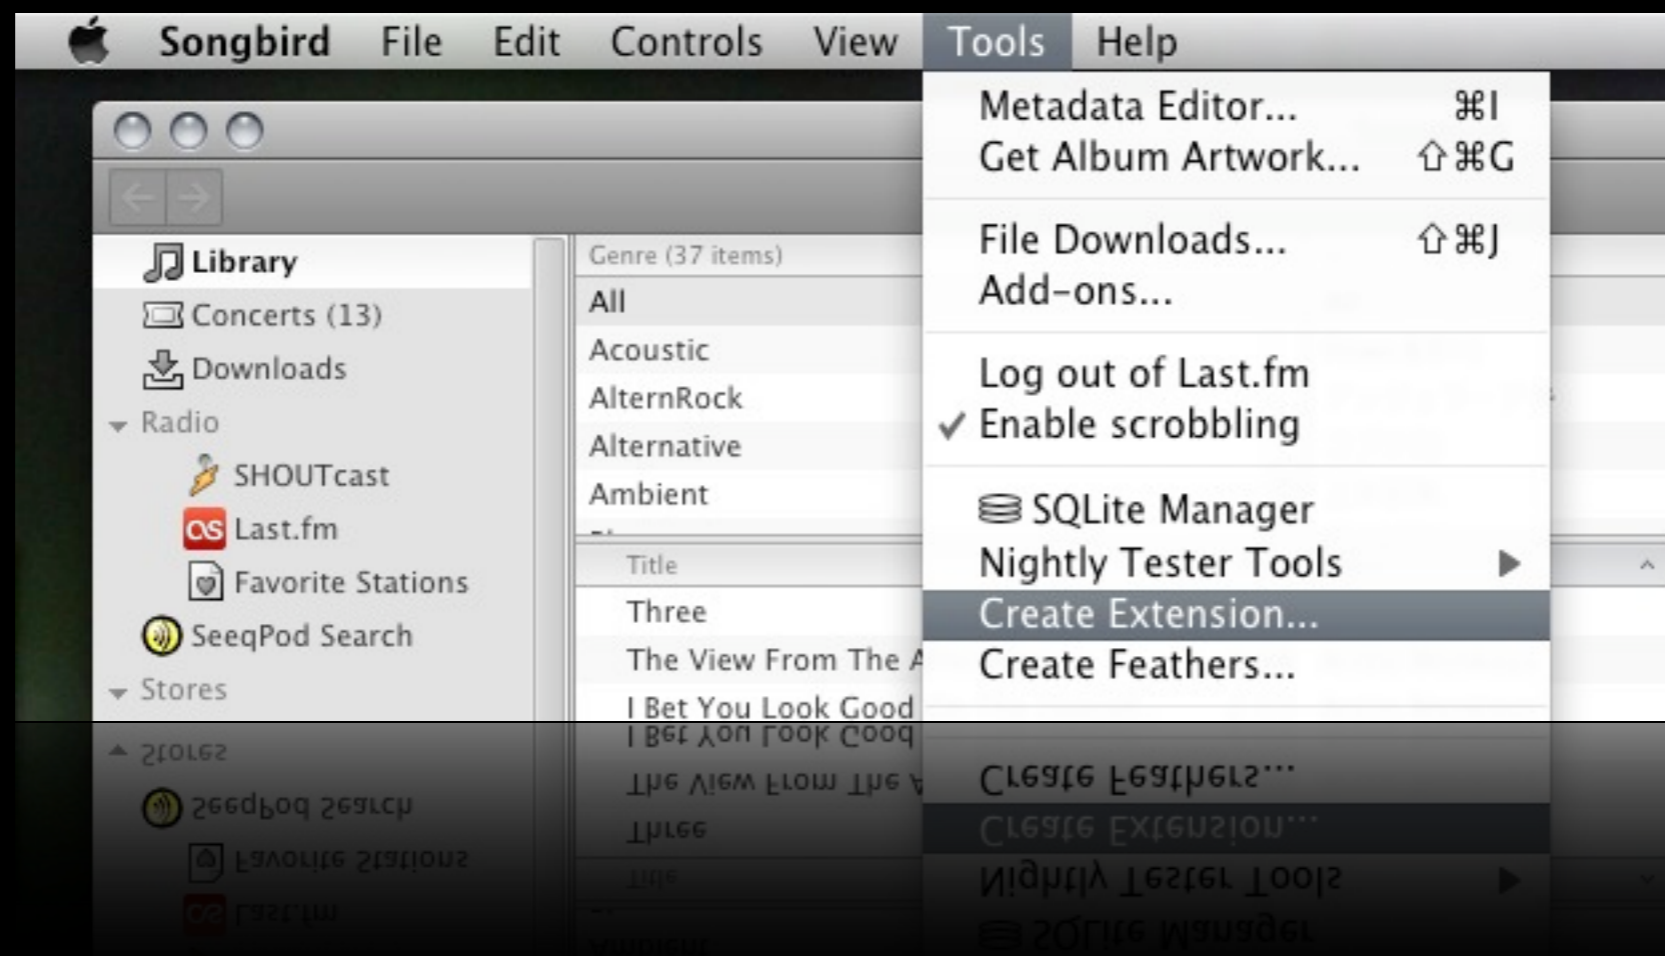 Songbird File Edit Controls View Tools Help
Metadata Editor... ⌘I
Get Album Artwork... ⇧⌘G
File Downloads... ⇧⌘J
Add-ons...
Log out of Last.fm
✓ Enable scrobbling
SQLite Manager
Nightly Tester Tools ▶
Create Extension...
Create Feathers...
Library
Concerts (13)
Downloads
Radio
SHOUTcast
Last.fm
Favorite Stations
SeeqPod Search
Stores
Genre (37 items)
All
Acoustic
AlternRock
Alternative
Ambient
Title
Three
The View From The
I Bet You Look Good